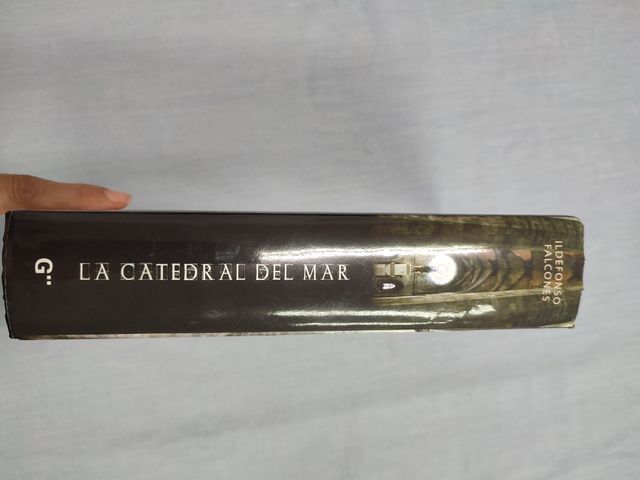 ILDEFONSO
FALCONES
LA CATEDRAL DEL MAR
G¨